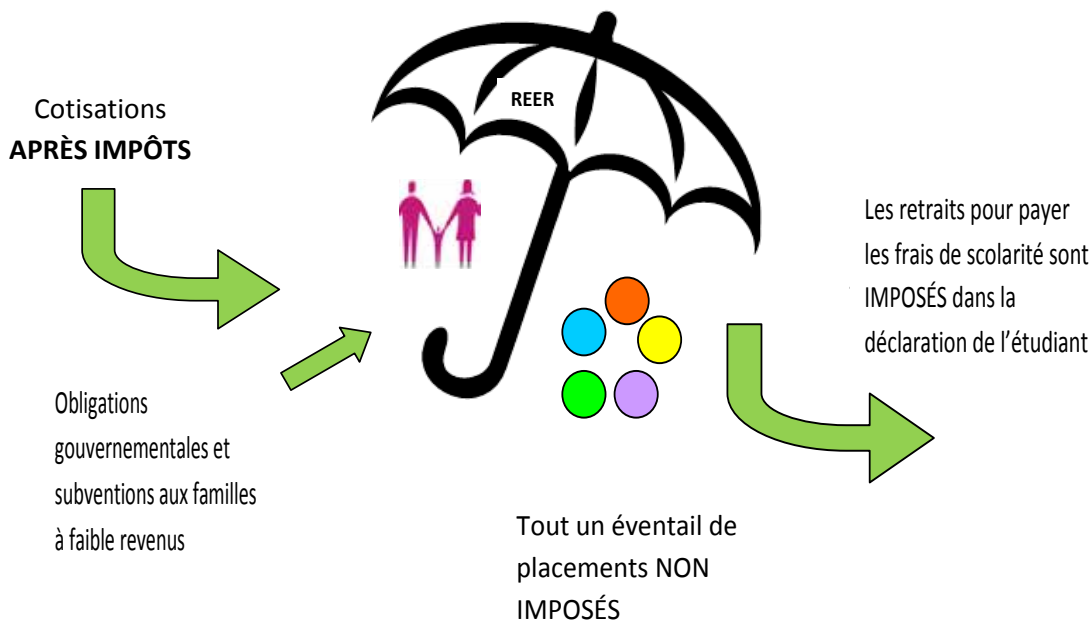 REER
Cotisations
APRÈS IMPÔTS
Obligations
gouvernementales et
subventions aux familles
à faible revenus
Tout un éventail de
placements NON
IMPOSÉS
Les retraits pour payer
les frais de scolarité sont
IMPOSÉS dans la
déclaration de l'étudiant